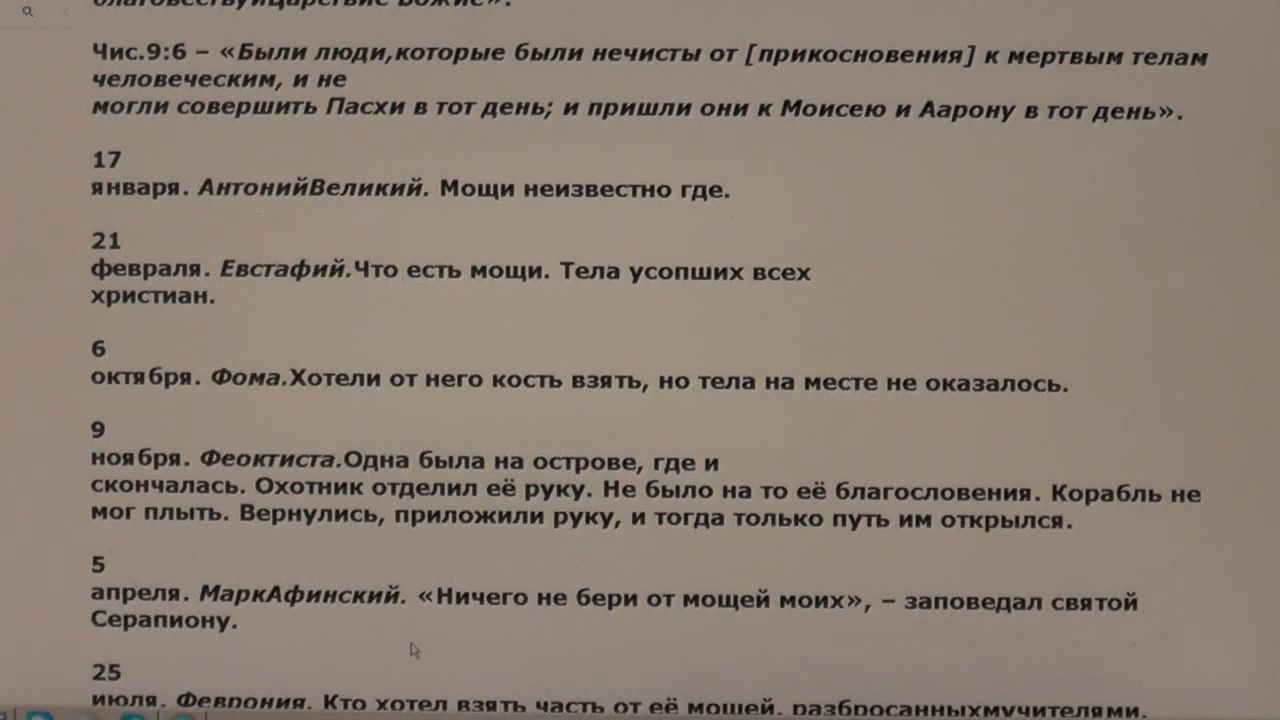 благовествуйЦарствие Божие».
Чис.9:6 – «Были люди,которые были нечисты от [прикосновения] к мертвым телам
человеческим, и не
могли совершить Пасхи в тот день; и пришли они к Моисею и Аарону в тот день».
17
января. АнтонийВеликий. Мощи неизвестно где.
21
февраля. Евстафий.Что есть мощи. Тела усопших всех
христиан.
6
октября. Фома.Хотели от него кость взять, но тела на месте не оказалось.
9
ноября. Феоктиста.Одна была на острове, где и
скончалась. Охотник отделил её руку. Не было на то её благословения. Корабль не
мог плыть. Вернулись, приложили руку, и тогда только путь им открылся.
5
апреля. МаркАфинский. «Ничего не бери от мощей моих», – заповедал святой
Серапиону.
25
июля. Феврония. Кто хотел взять часть от её мощей, разбросанныхмучителями,